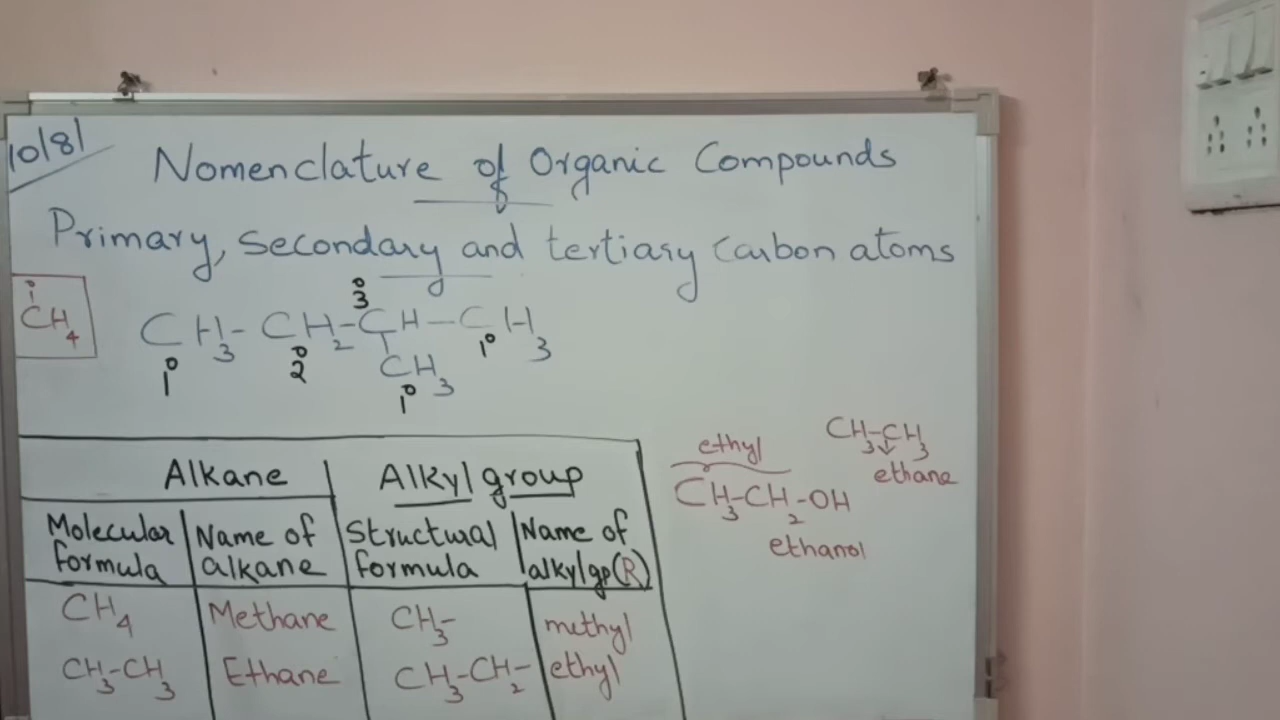 10/8/
Nomenclature of Organic Compounds
Primary, Secondary and tertiary Carbon atoms
1° CH₄
3°
CH₃-CH₂-CH-CH₃
1° 2° 1°
CH₃
1°
Alkane Alkyl group
Molecular formula Name of alkane Structural formula Name of alkyl gp (R)
CH₄ Methane CH₃- methyl
CH₃-CH₃ Ethane CH₃-CH₂- ethyl
CH₃-CH₃
ethane
ethyl
CH₃-CH₂-OH
ethanol